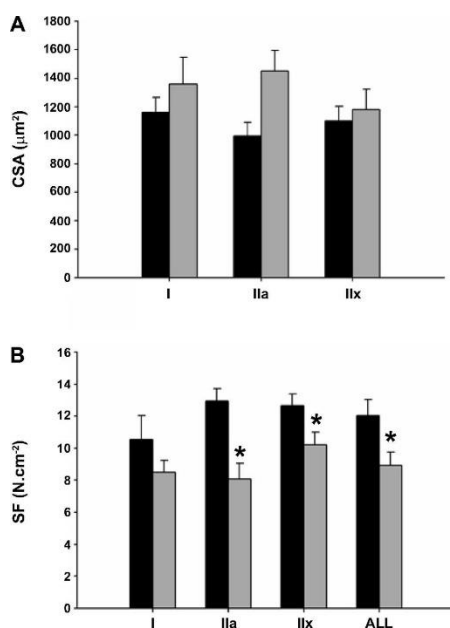 A
CSA (μm²)
1800
1600
1400
1200
1000
800
600
400
200
0
I IIa IIx
B
SF (N.cm⁻²)
16
14
12
10
8
6
4
2
0
* * *
I IIa IIx ALL